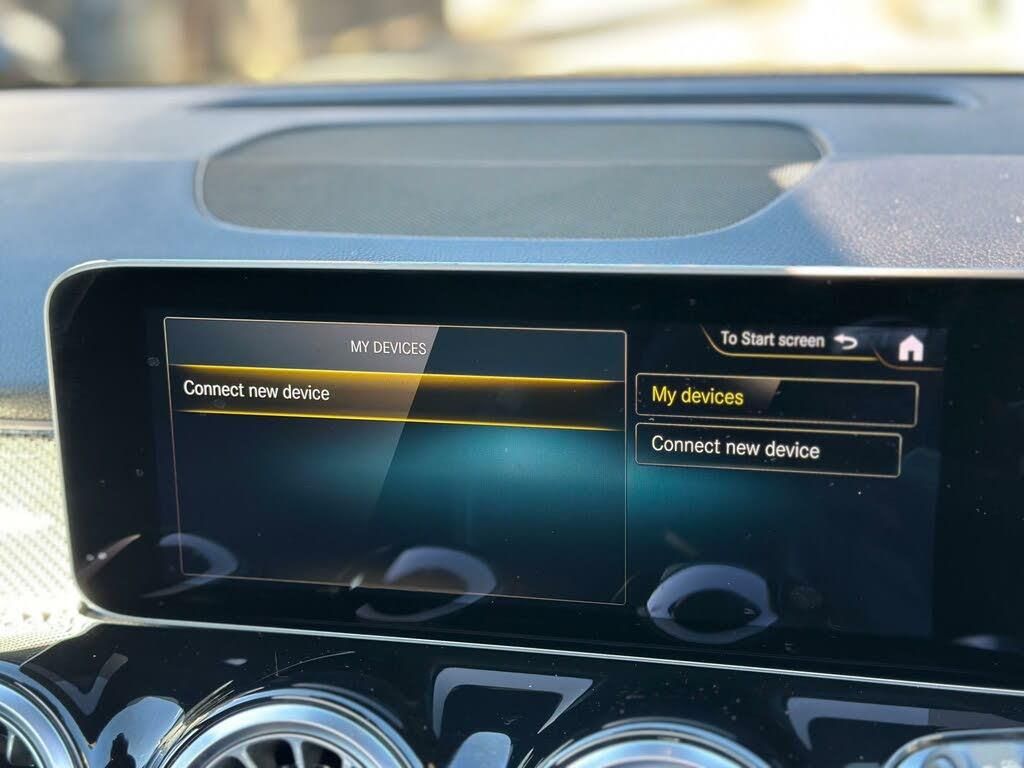 MY DEVICES
Connect new device
To Start screen
My devices
Connect new device